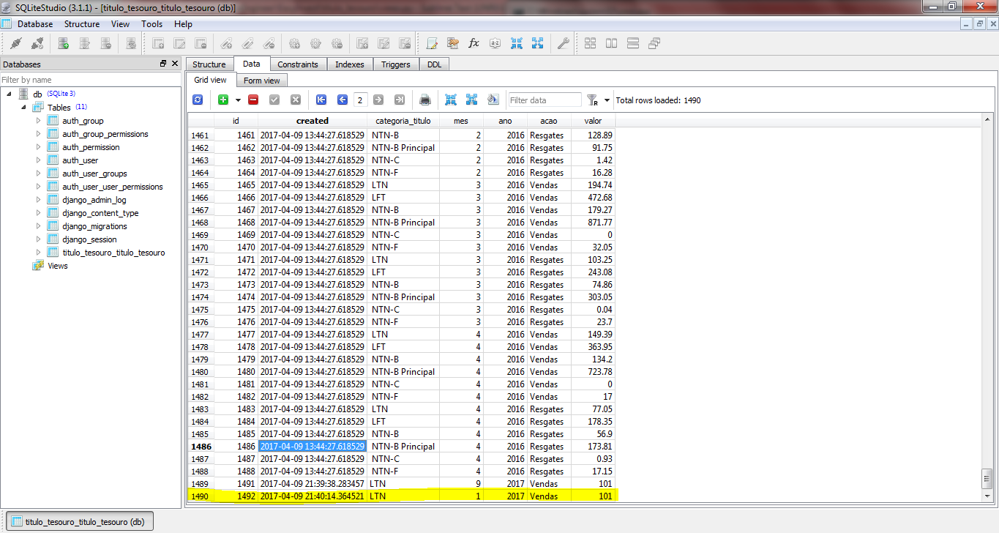 SQLiteStudio (3.1.1) - [titulo_tesouro_titulo_tesouro (db)]
Database Structure View Tools Help
Databases
Filter by name
db (SQLite 3)
Tables (11)
auth_group
auth_group_permissions
auth_permission
auth_user
auth_user_groups
auth_user_user_permissions
django_admin_log
django_content_type
django_migrations
django_session
titulo_tesouro_titulo_tesouro
Views
Structure Data Constraints Indexes Triggers DDL
Grid view Form view
2 Filter data Total rows loaded: 1490
id created categoria_titulo mes ano acao valor
1461 1461 2017-04-09 13:44:27.618529 NTN-B 2 2016 Resgates 128.89
1462 1462 2017-04-09 13:44:27.618529 NTN-B Principal 2 2016 Resgates 91.75
1463 1463 2017-04-09 13:44:27.618529 NTN-C 2 2016 Resgates 1.42
1464 1464 2017-04-09 13:44:27.618529 NTN-F 2 2016 Resgates 16.28
1465 1465 2017-04-09 13:44:27.618529 LTN 3 2016 Vendas 194.74
1466 1466 2017-04-09 13:44:27.618529 LFT 3 2016 Vendas 472.68
1467 1467 2017-04-09 13:44:27.618529 NTN-B 3 2016 Vendas 179.27
1468 1468 2017-04-09 13:44:27.618529 NTN-B Principal 3 2016 Vendas 871.77
1469 1469 2017-04-09 13:44:27.618529 NTN-C 3 2016 Vendas 0
1470 1470 2017-04-09 13:44:27.618529 NTN-F 3 2016 Vendas 32.05
1471 1471 2017-04-09 13:44:27.618529 LTN 3 2016 Resgates 103.25
1472 1472 2017-04-09 13:44:27.618529 LFT 3 2016 Resgates 243.08
1473 1473 2017-04-09 13:44:27.618529 NTN-B 3 2016 Resgates 74.86
1474 1474 2017-04-09 13:44:27.618529 NTN-B Principal 3 2016 Resgates 303.05
1475 1475 2017-04-09 13:44:27.618529 NTN-C 3 2016 Resgates 0.04
1476 1476 2017-04-09 13:44:27.618529 NTN-F 3 2016 Resgates 23.7
1477 1477 2017-04-09 13:44:27.618529 LTN 4 2016 Vendas 149.39
1478 1478 2017-04-09 13:44:27.618529 LFT 4 2016 Vendas 363.95
1479 1479 2017-04-09 13:44:27.618529 NTN-B 4 2016 Vendas 134.2
1480 1480 2017-04-09 13:44:27.618529 NTN-B Principal 4 2016 Vendas 723.78
1481 1481 2017-04-09 13:44:27.618529 NTN-C 4 2016 Vendas 0
1482 1482 2017-04-09 13:44:27.618529 NTN-F 4 2016 Vendas 17
1483 1483 2017-04-09 13:44:27.618529 LTN 4 2016 Resgates 77.05
1484 1484 2017-04-09 13:44:27.618529 LFT 4 2016 Resgates 178.35
1485 1485 2017-04-09 13:44:27.618529 NTN-B 4 2016 Resgates 56.9
1486 1486 2017-04-09 13:44:27.618529 NTN-B Principal 4 2016 Resgates 173.81
1487 1487 2017-04-09 13:44:27.618529 NTN-C 4 2016 Resgates 0.93
1488 1488 2017-04-09 13:44:27.618529 NTN-F 4 2016 Resgates 17.15
1489 1491 2017-04-09 21:39:38.283457 LTN 9 2017 Vendas 101
1490 1492 2017-04-09 21:40:14.364521 LTN 1 2017 Vendas 101
titulo_tesouro_titulo_tesouro (db)